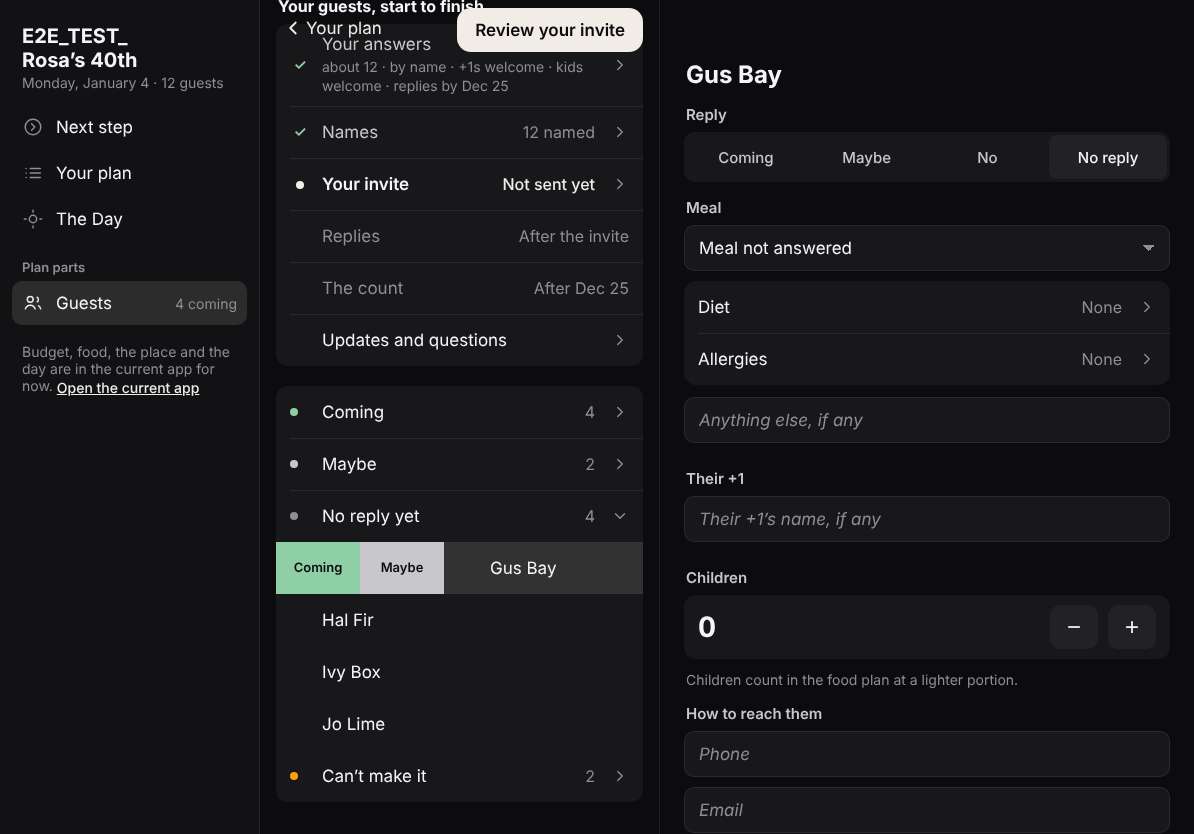 E2E_TEST_
Rosa’s 40th
Monday, January 4 · 12 guests
Next step
Your plan
The Day
Plan parts
Guests 4 coming
Budget, food, the place and the
day are in the current app for
now. Open the current app
Your guests, start to finish
Your plan
Review your invite
Your answers
about 12 · by name · +1s welcome · kids
welcome · replies by Dec 25
Names 12 named
Your invite Not sent yet
Replies After the invite
The count After Dec 25
Updates and questions
Coming 4
Maybe 2
No reply yet 4
Coming Maybe Gus Bay
Hal Fir
Ivy Box
Jo Lime
Can’t make it 2
Gus Bay
Reply
Coming Maybe No No reply
Meal
Meal not answered
Diet None
Allergies None
Anything else, if any
Their +1
Their +1’s name, if any
Children
0 − +
Children count in the food plan at a lighter portion.
How to reach them
Phone
Email